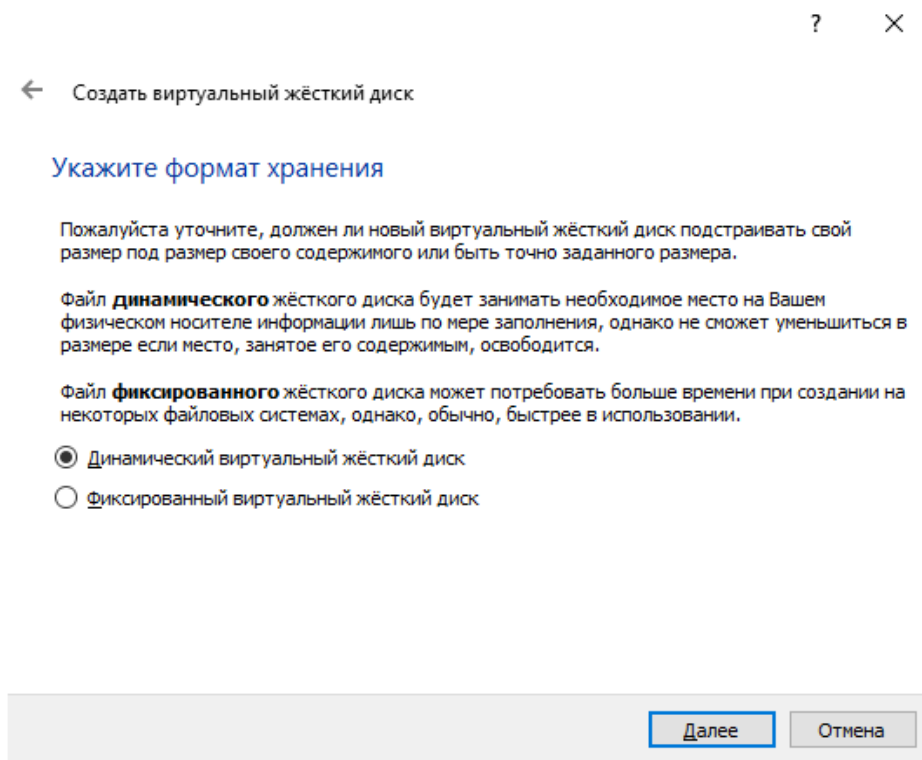 ?
Создать виртуальный жёсткий диск
Укажите формат хранения
Пожалуйста уточните, должен ли новый виртуальный жёсткий диск подстраивать свой
размер под размер своего содержимого или быть точно заданного размера.
Файл динамического жёсткого диска будет занимать необходимое место на Вашем
физическом носителе информации лишь по мере заполнения, однако не сможет уменьшиться в
размере если место, занятое его содержимым, освободится.
Файл фиксированного жёсткого диска может потребовать больше времени при создании на
некоторых файловых системах, однако, обычно, быстрее в использовании.
Динамический виртуальный жёсткий диск
Фиксированный виртуальный жёсткий диск
Далее Отмена